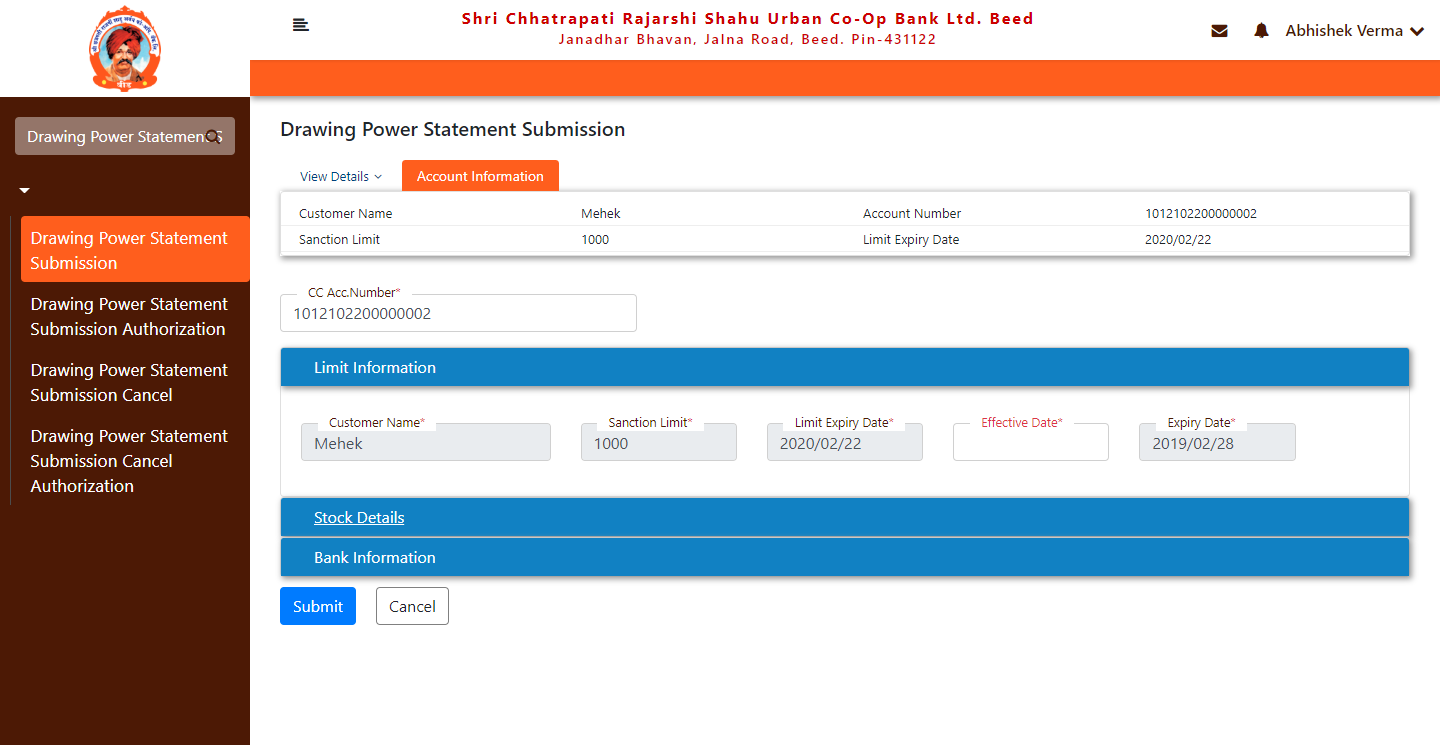 Shri Chhatrapati Rajarshi Shahu Urban Co-Op Bank Ltd. Beed
Janadhar Bhavan, Jalna Road, Beed. Pin-431122
Abhishek Verma
बीड
Drawing Power Statement
Drawing Power Statement
Submission
Drawing Power Statement
Submission Authorization
Drawing Power Statement
Submission Cancel
Drawing Power Statement
Submission Cancel
Authorization
Drawing Power Statement Submission
View Details
Account Information
Customer Name Mehek Account Number 1012102200000002
Sanction Limit 1000 Limit Expiry Date 2020/02/22
CC Acc.Number*
1012102200000002
Limit Information
Customer Name* Sanction Limit* Limit Expiry Date* Effective Date* Expiry Date*
Mehek 1000 2020/02/22 2019/02/28
Stock Details
Bank Information
Submit Cancel